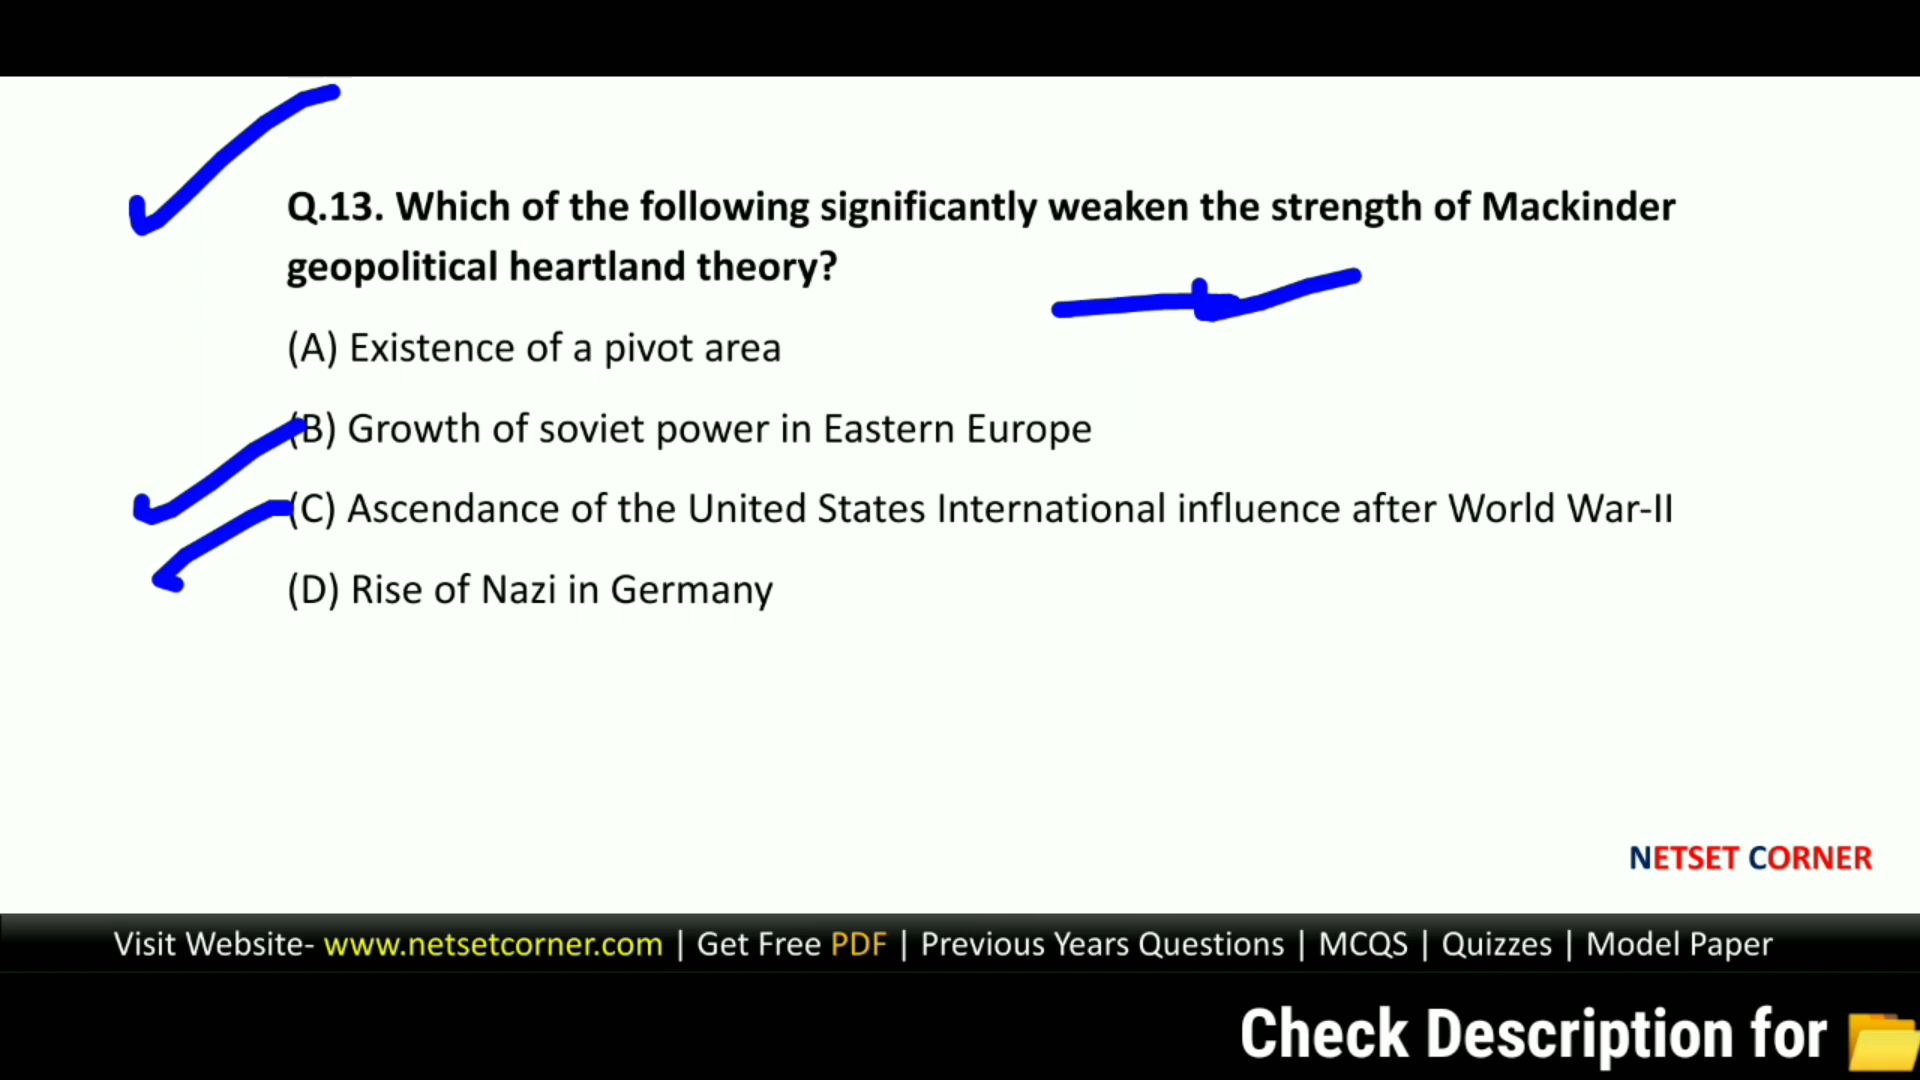 Q.13. Which of the following significantly weaken the strength of Mackinder
geopolitical heartland theory?
(A) Existence of a pivot area
(B) Growth of soviet power in Eastern Europe
(C) Ascendance of the United States International influence after World War-II
(D) Rise of Nazi in Germany
NETSET CORNER
Visit Website- www.netsetcorner.com | Get Free PDF | Previous Years Questions | MCQS | Quizzes | Model Paper
Check Description for